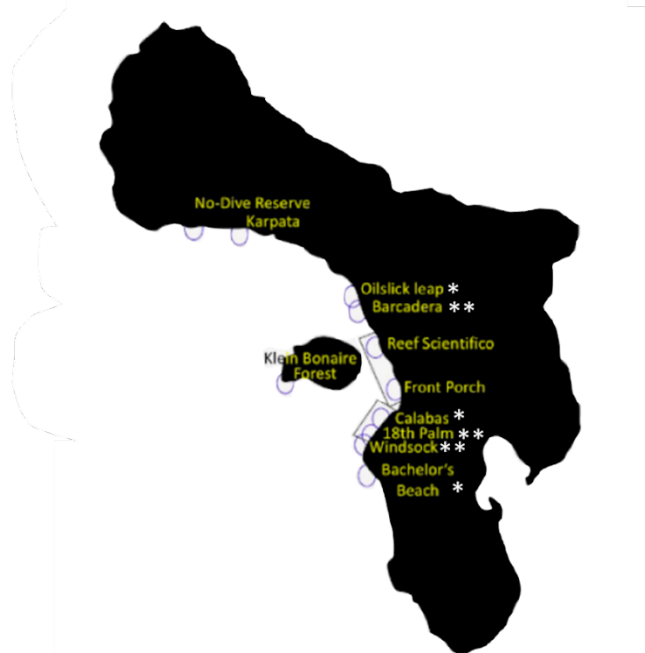 No-Dive Reserve
Karpata
Oilslick leap *
Barcadera **
Reef Scientifico
Klein Bonaire
Forest
Front Porch
Calabas *
18th Palm **
Windsock**
Bachelor's
Beach *